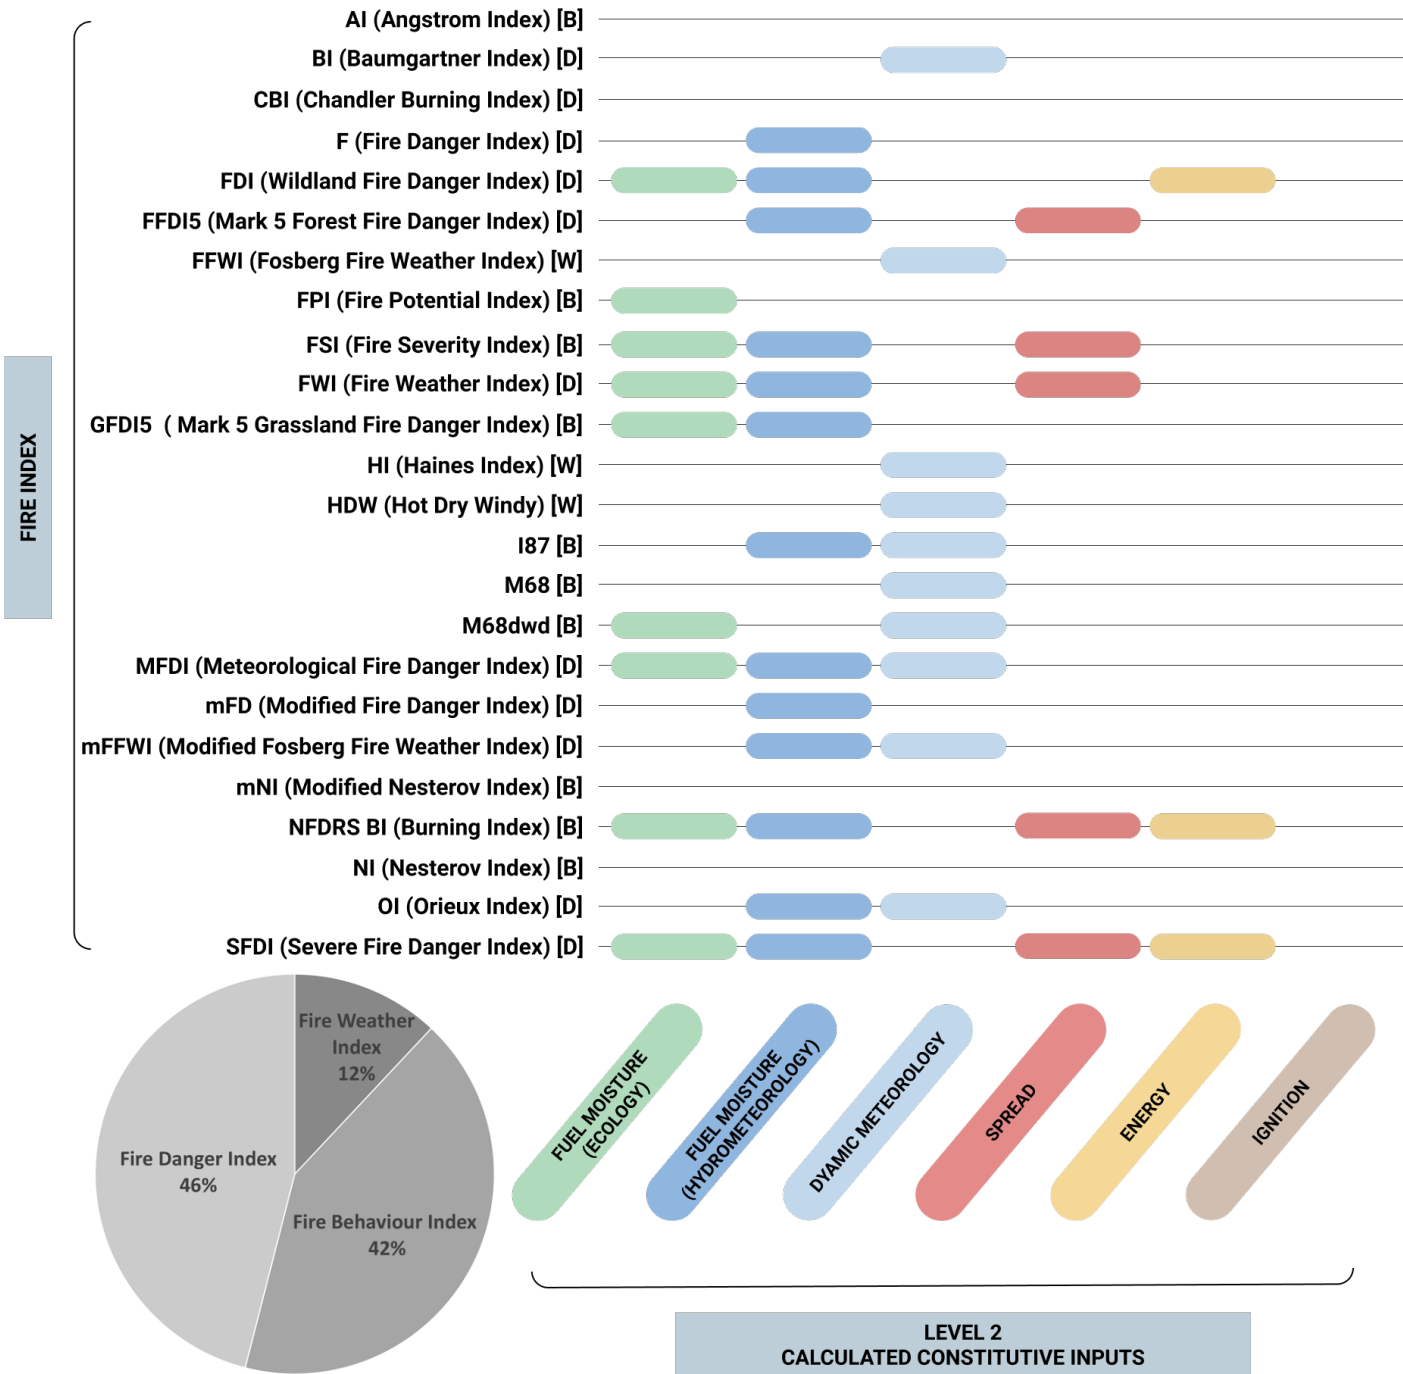 AI (Angstrom Index) [B]
BI (Baumgartner Index) [D]
CBI (Chandler Burning Index) [D]
F (Fire Danger Index) [D]
FDI (Wildland Fire Danger Index) [D]
FFDI5 (Mark 5 Forest Fire Danger Index) [D]
FFWI (Fosberg Fire Weather Index) [W]
FPI (Fire Potential Index) [B]
FSI (Fire Severity Index) [B]
FWI (Fire Weather Index) [D]
GFDI5 ( Mark 5 Grassland Fire Danger Index) [B]
HI (Haines Index) [W]
HDW (Hot Dry Windy) [W]
I87 [B]
M68 [B]
M68dwd [B]
MFDI (Meteorological Fire Danger Index) [D]
mFD (Modified Fire Danger Index) [D]
mFFWI (Modified Fosberg Fire Weather Index) [D]
mNI (Modified Nesterov Index) [B]
NFDRS BI (Burning Index) [B]
NI (Nesterov Index) [B]
OI (Orieux Index) [D]
SFDI (Severe Fire Danger Index) [D]
FIRE INDEX
Fire Weather
Index
12%
Fire Danger Index
46%
Fire Behaviour Index
42%
FUEL MOISTURE
(ECOLOGY)
FUEL MOISTURE
(HYDROMETEOROLOGY)
DYAMIC METEOROLOGY
SPREAD
ENERGY
IGNITION
LEVEL 2
CALCULATED CONSTITUTIVE INPUTS